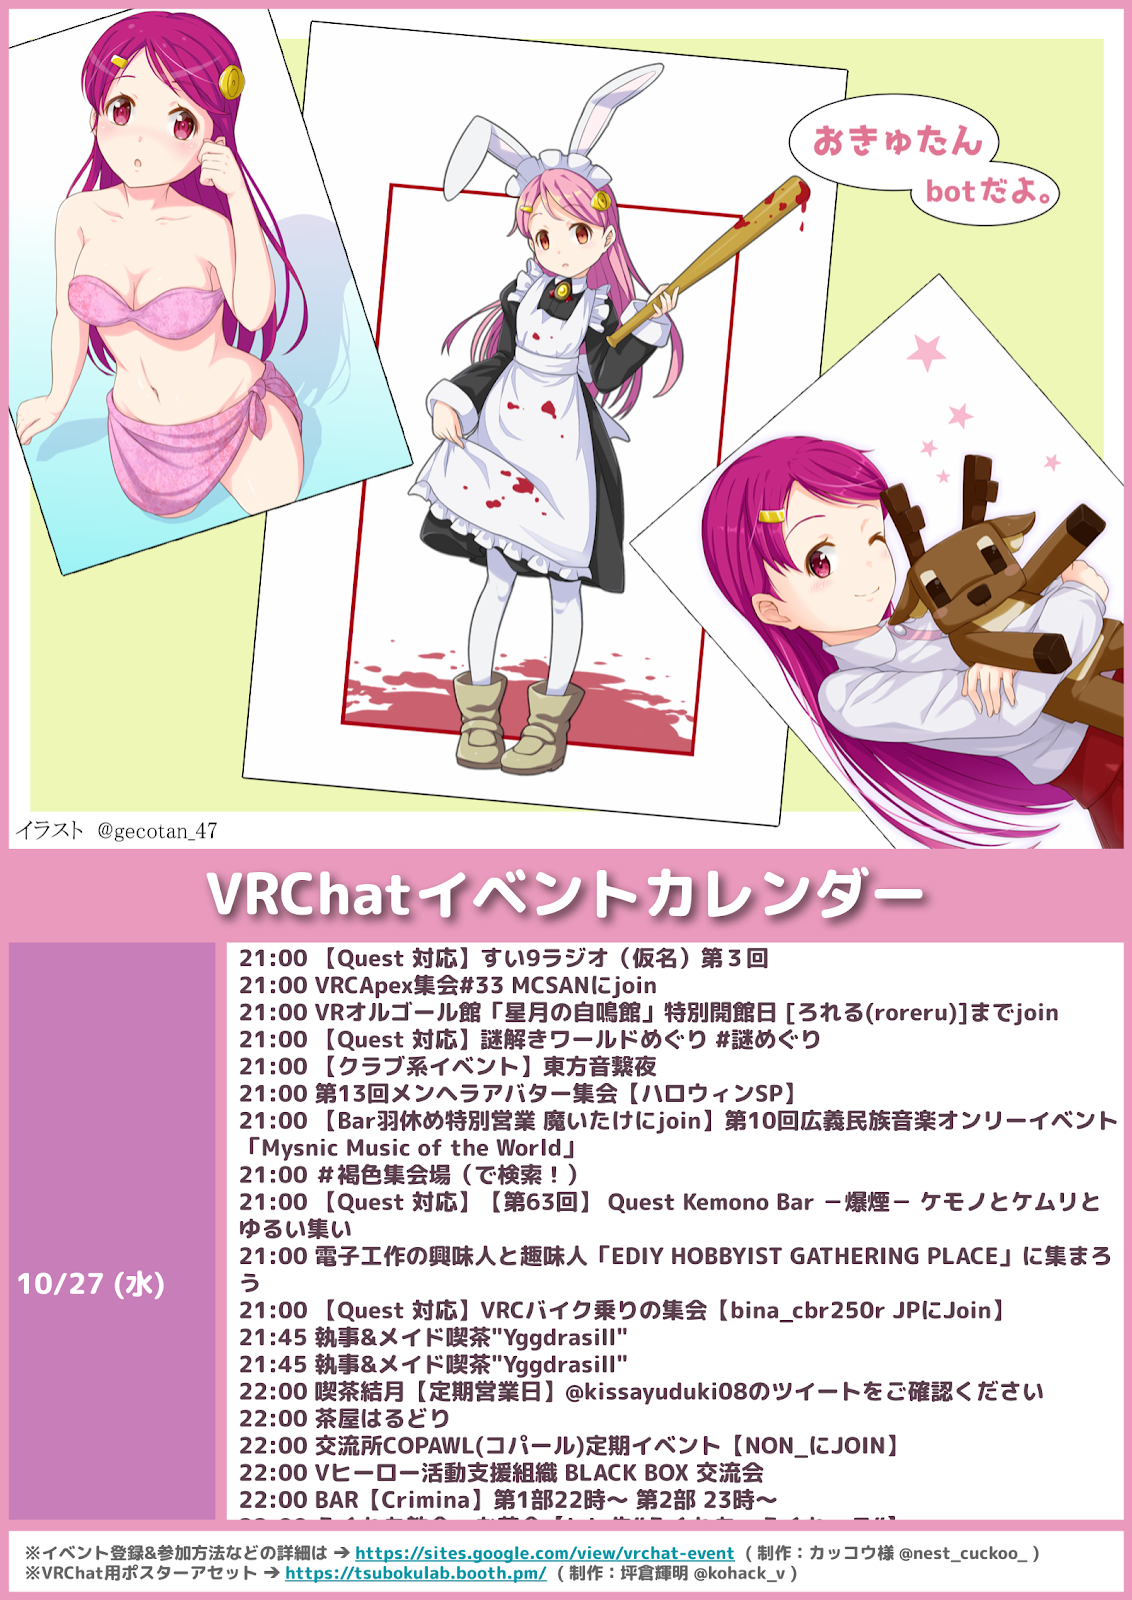 おきゅたん
botだよ。
イラスト @gecotan_47
VRChatイベントカレンダー
10/27 (水)
21:00 【Quest 対応】すい9ラジオ（仮名）第３回
21:00 VRCApex集会#33 MCSANにjoin
21:00 VRオルゴール館「星月の自鳴館」特別開館日 [ろれる(roreru)]までjoin
21:00 【Quest 対応】謎解きワールドめぐり #謎めぐり
21:00 【クラブ系イベント】東方音繋夜
21:00 第13回メンヘラアバター集会【ハロウィンSP】
21:00 【Bar羽休め特別営業 魔いたけにjoin】第10回広義民族音楽オンリーイベント
「Mysnic Music of the World」
21:00 ＃褐色集会場（で検索！）
21:00 【Quest 対応】【第63回】 Quest Kemono Bar －爆煙－ ケモノとケムリと
ゆるい集い
21:00 電子工作の興味人と趣味人「EDIY HOBBYIST GATHERING PLACE」に集まろ
う
21:00 【Quest 対応】VRCバイク乗りの集会【bina_cbr250r JPにJoin】
21:45 執事&メイド喫茶"Yggdrasill"
21:45 執事&メイド喫茶"Yggdrasill"
22:00 喫茶結月【定期営業日】@kissayuduki08のツイートをご確認ください
22:00 茶屋はるどり
22:00 交流所COPAWL(コパール)定期イベント【NON_にJOIN】
22:00 Vヒーロー活動支援組織 BLACK BOX 交流会
22:00 BAR【Crimina】第1部22時～ 第2部 23時～
※イベント登録&参加方法などの詳細は ➔ https://sites.google.com/view/vrchat-event （ 制作：カッコウ様 @nest_cuckoo_ ）
※VRChat用ポスターアセット ➔ https://tsubokulab.booth.pm/ （ 制作：坪倉輝明 @kohack_v ）